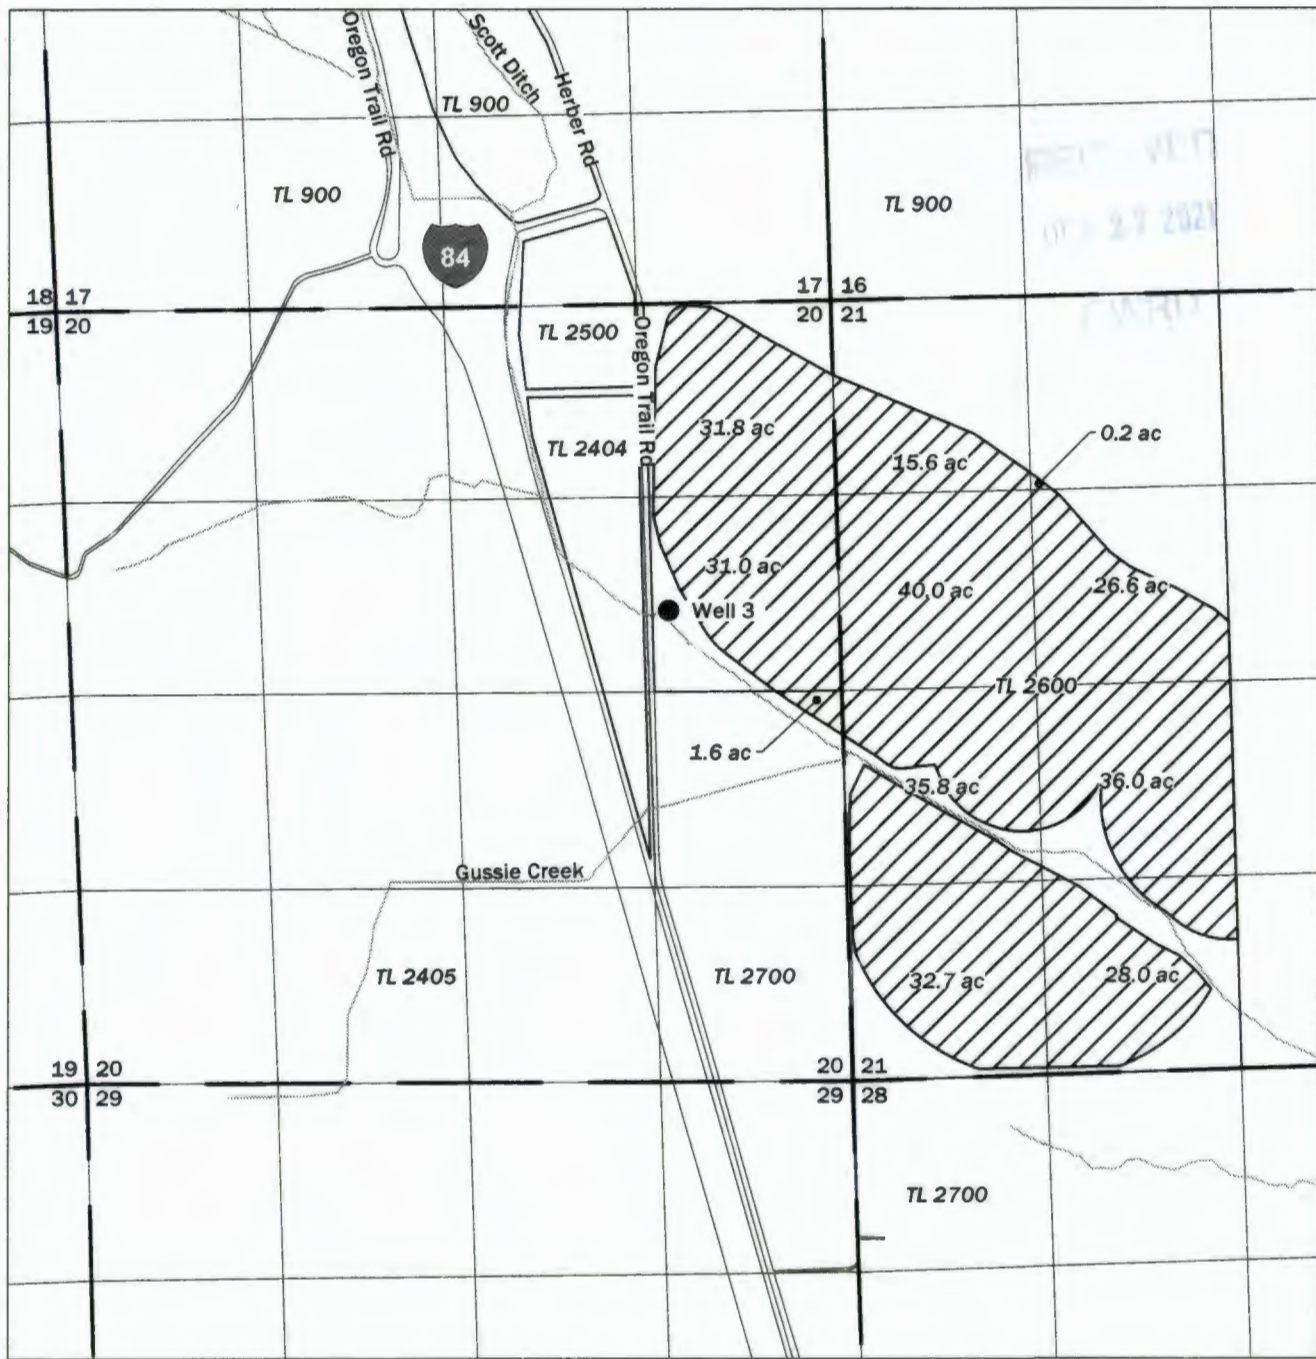 Oregon Trail Rd
Scott Ditch
TL 900
Herber Rd
TL 900
TL 900
84
2021
18 17
19 20
17 16
20 21
TL 2500
Oregon Trail Rd
31.8 ac
0.2 ac
TL 2404
15.6 ac
31.0 ac
40.0 ac
26.6 ac
Well 3
TL 2600
1.6 ac
35.8 ac
36.0 ac
Gussie Creek
TL 2405
TL 2700
32.7 ac
28.0 ac
19 20
30 29
20 21
29 28
TL 2700